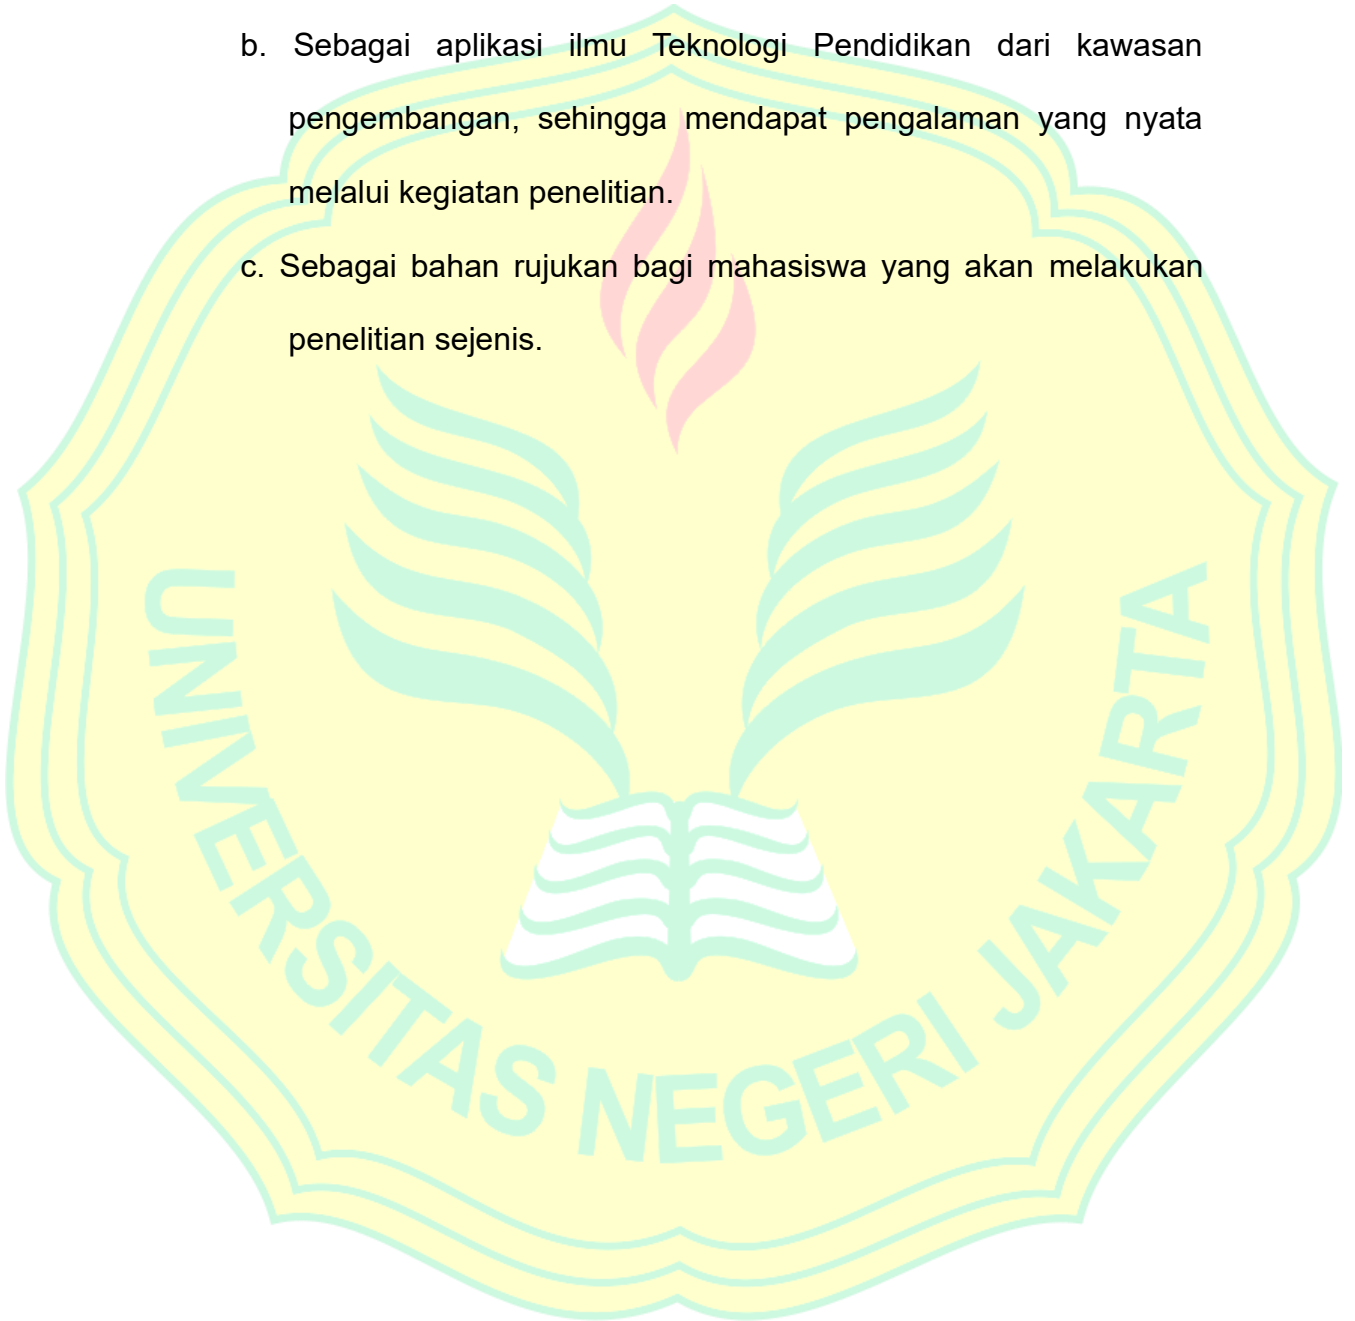 b. Sebagai aplikasi ilmu Teknologi Pendidikan dari kawasan
pengembangan, sehingga mendapat pengalaman yang nyata
melalui kegiatan penelitian.
c. Sebagai bahan rujukan bagi mahasiswa yang akan melakukan
penelitian sejenis.
UNIVERSITAS NEGERI JAKARTA